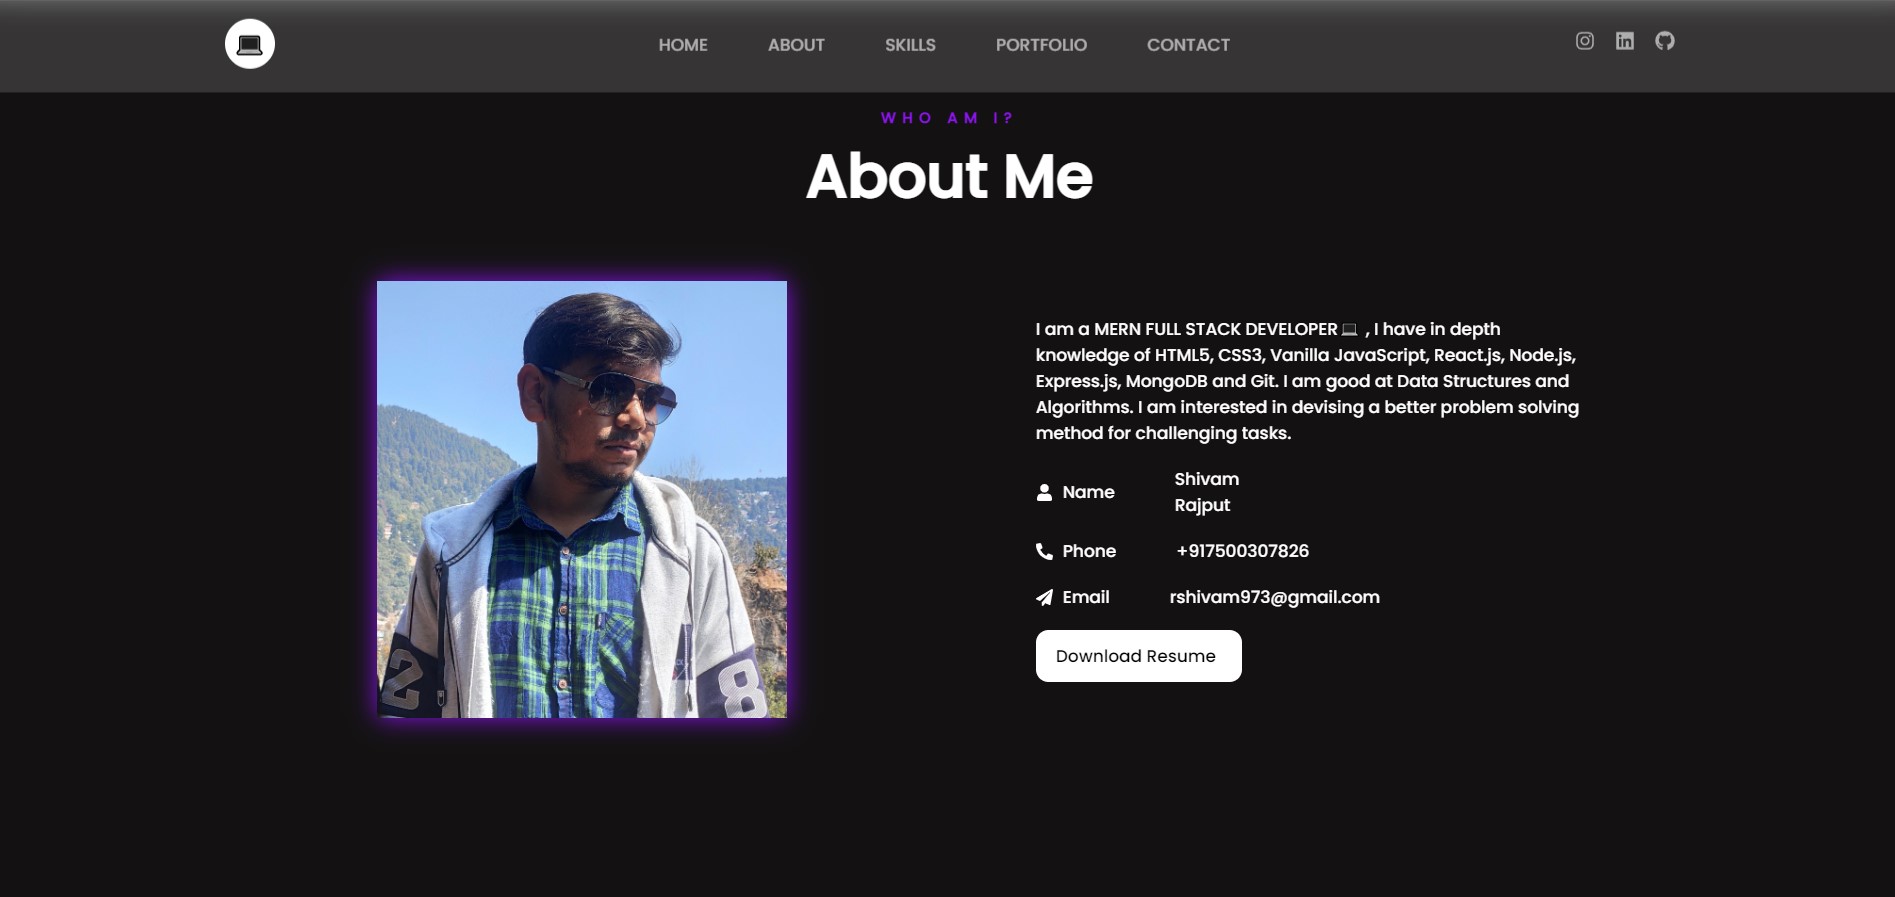 HOME ABOUT SKILLS PORTFOLIO CONTACT
WHO AM I?
About Me
I am a MERN FULL STACK DEVELOPER💻 , I have in depth
knowledge of HTML5, CSS3, Vanilla JavaScript, React.js, Node.js,
Express.js, MongoDB and Git. I am good at Data Structures and
Algorithms. I am interested in devising a better problem solving
method for challenging tasks.
Name Shivam
Rajput
Phone +917500307826
Email rshivam973@gmail.com
Download Resume
2 8